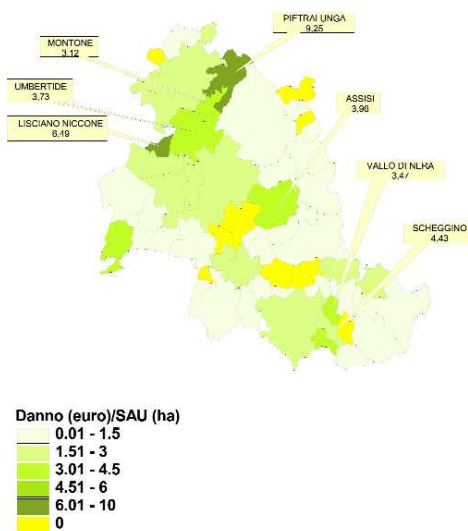 PIETRALUNGA
9,25
MONTONE
3,12
UMBERTIDE
3,73
ASSISI
3,96
LISCIANO NICCONE
6,49
VALLO DI NERA
3,47
SCHEGGINO
4,43
Danno (euro)/SAU (ha)
0.01 - 1.5
1.51 - 3
3.01 - 4.5
4.51 - 6
6.01 - 10
0